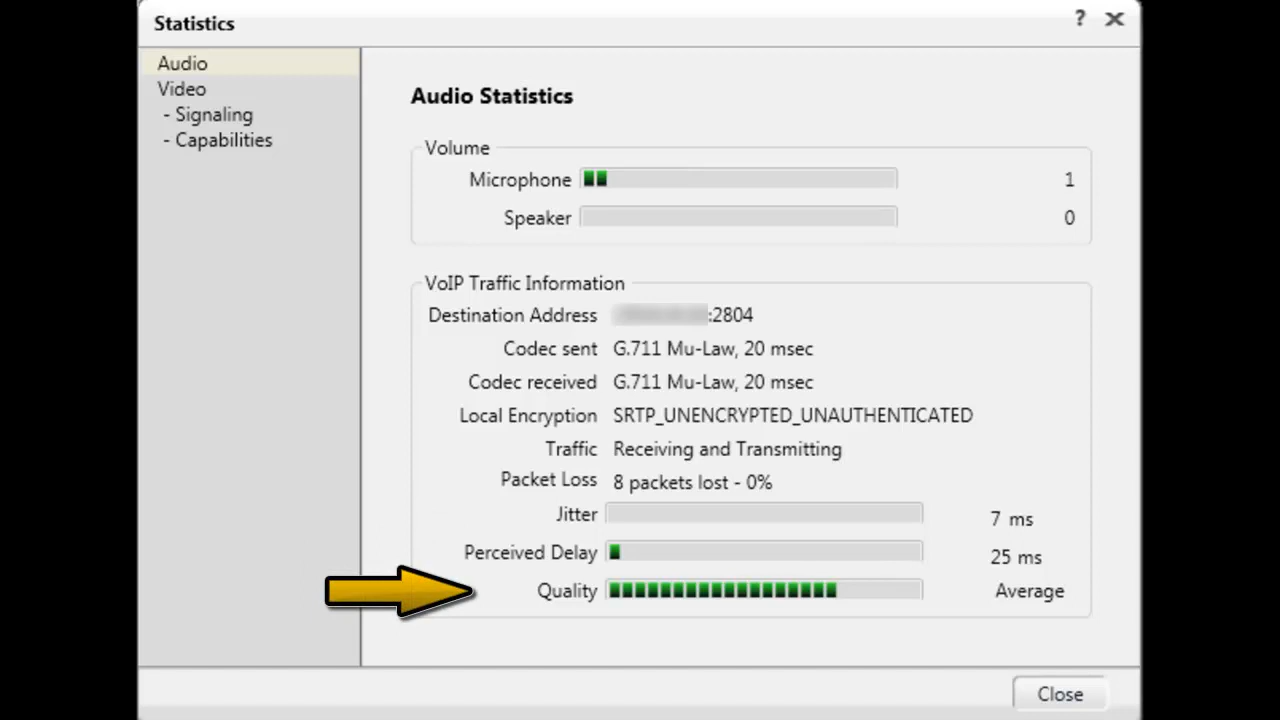 Statistics
?
Audio
Video
- Signaling
- Capabilities
Audio Statistics
Volume
Microphone 1
Speaker 0
VoIP Traffic Information
Destination Address :2804
Codec sent G.711 Mu-Law, 20 msec
Codec received G.711 Mu-Law, 20 msec
Local Encryption SRTP_UNENCRYPTED_UNAUTHENTICATED
Traffic Receiving and Transmitting
Packet Loss 8 packets lost - 0%
Jitter 7 ms
Perceived Delay 25 ms
Quality Average
Close